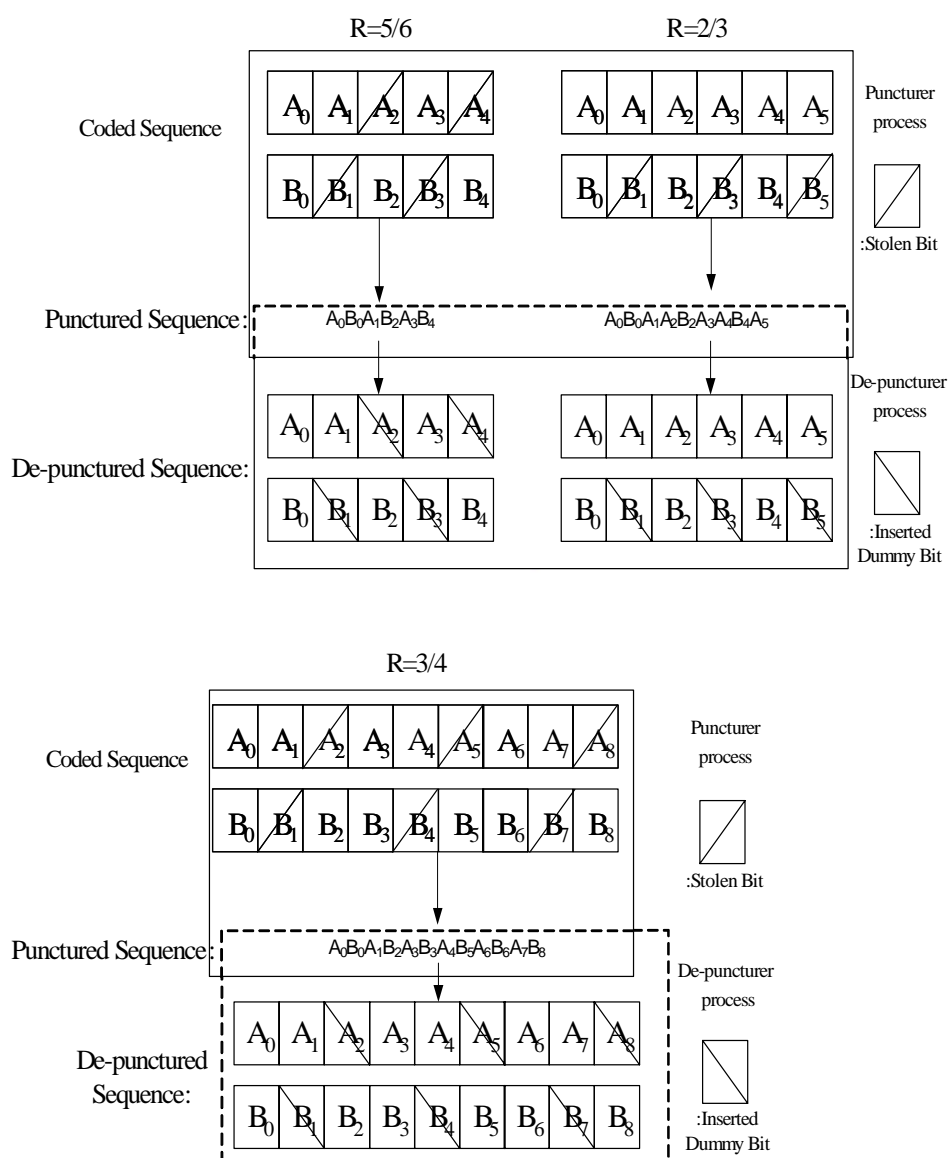 R=5/6 R=2/3
A0 A1 A2 A3 A4 A0 A1 A2 A3 A4 A5
Puncturer
process
Coded Sequence
B0 B1 B2 B3 B4 B0 B1 B2 B3 B4 B5
:Stolen Bit
Punctured Sequence: A0B0A1B2A3B4 A0B0A1A2B2A3A4B4A5
De-puncturer
process
A0 A1 A2 A3 A4 A0 A1 A2 A3 A4 A5
De-punctured Sequence:
B0 B1 B2 B3 B4 B0 B1 B2 B3 B4 B5
:Inserted
Dummy Bit
R=3/4
A0 A1 A2 A3 A4 A5 A6 A7 A8
Puncturer
process
Coded Sequence
B0 B1 B2 B3 B4 B5 B6 B7 B8
:Stolen Bit
Punctured Sequence: A0B0A1B2A3B3A4B5A6B6A7B8
De-puncturer
process
A0 A1 A2 A3 A4 A5 A6 A7 A8
De-punctured
Sequence:
B0 B1 B2 B3 B4 B5 B6 B7 B8
:Inserted
Dummy Bit